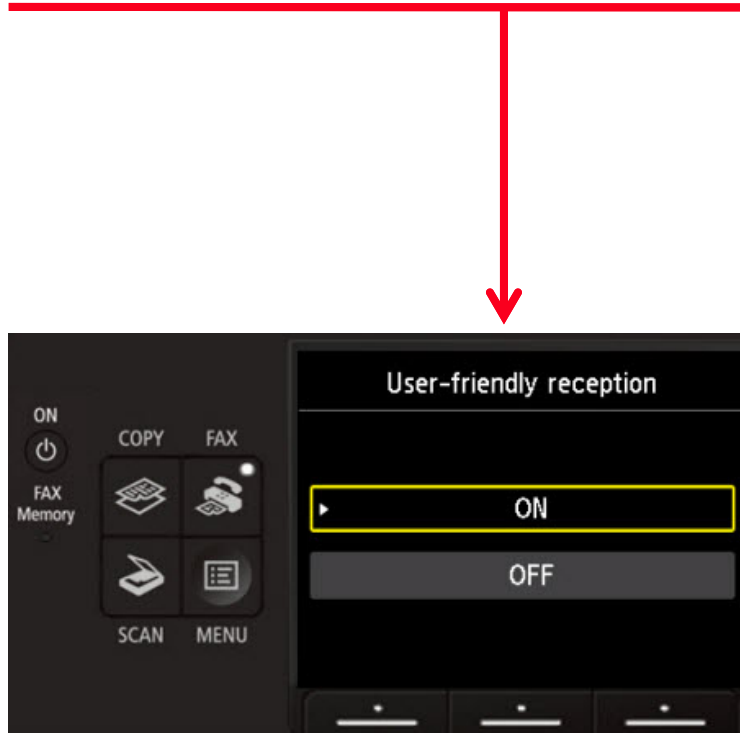 User-friendly reception
ON
COPY FAX
FAX
Memory
ON
OFF
SCAN MENU